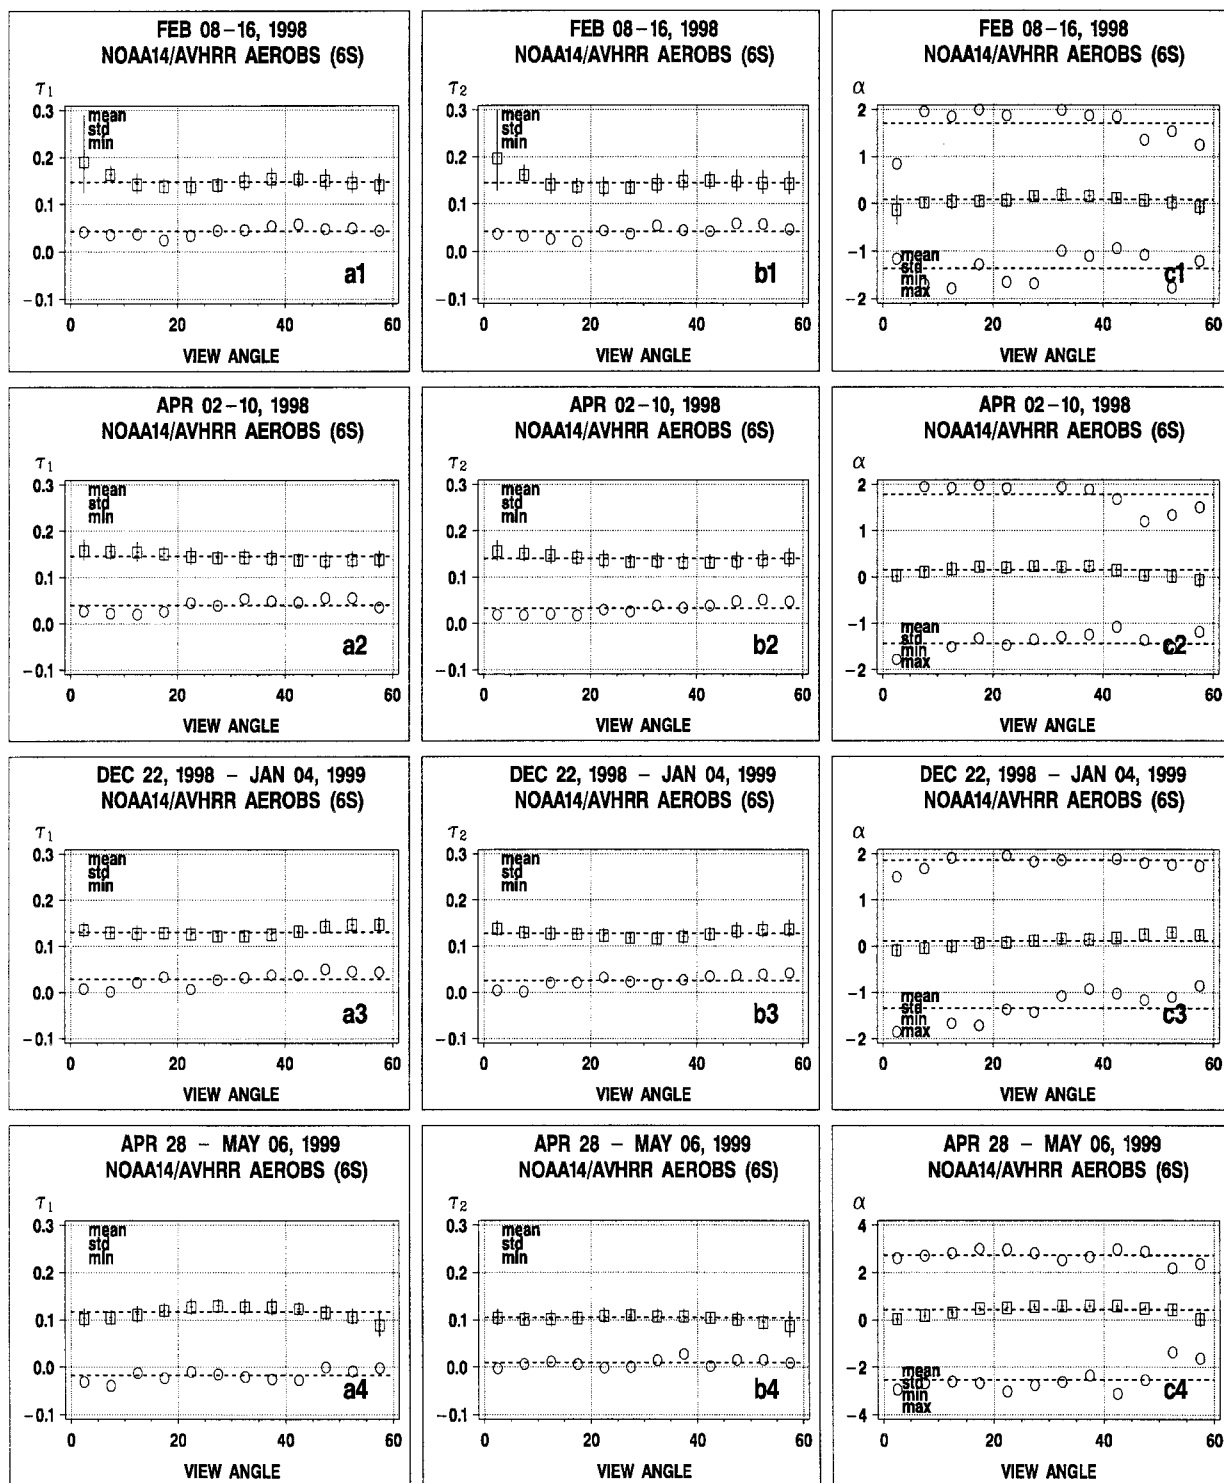 FEB 08–16, 1998
NOAA14/AVHRR AEROBS (6S)
τ1
0.3
0.2
0.1
0.0
−0.1
mean
std
min
a1
0 20 40 60
VIEW ANGLE
FEB 08–16, 1998
NOAA14/AVHRR AEROBS (6S)
τ2
0.3
0.2
0.1
0.0
−0.1
mean
std
min
b1
0 20 40 60
VIEW ANGLE
FEB 08–16, 1998
NOAA14/AVHRR AEROBS (6S)
α
2
1
0
−1
−2
mean
std
min
max
c1
0 20 40 60
VIEW ANGLE
APR 02–10, 1998
NOAA14/AVHRR AEROBS (6S)
τ1
0.3
0.2
0.1
0.0
−0.1
mean
std
min
a2
0 20 40 60
VIEW ANGLE
APR 02–10, 1998
NOAA14/AVHRR AEROBS (6S)
τ2
0.3
0.2
0.1
0.0
−0.1
mean
std
min
b2
0 20 40 60
VIEW ANGLE
APR 02–10, 1998
NOAA14/AVHRR AEROBS (6S)
α
2
1
0
−1
−2
mean
std
min
max
c2
0 20 40 60
VIEW ANGLE
DEC 22, 1998 – JAN 04, 1999
NOAA14/AVHRR AEROBS (6S)
τ1
0.3
0.2
0.1
0.0
−0.1
mean
std
min
a3
0 20 40 60
VIEW ANGLE
DEC 22, 1998 – JAN 04, 1999
NOAA14/AVHRR AEROBS (6S)
τ2
0.3
0.2
0.1
0.0
−0.1
mean
std
min
b3
0 20 40 60
VIEW ANGLE
DEC 22, 1998 – JAN 04, 1999
NOAA14/AVHRR AEROBS (6S)
α
2
1
0
−1
−2
mean
std
min
max
c3
0 20 40 60
VIEW ANGLE
APR 28 – MAY 06, 1999
NOAA14/AVHRR AEROBS (6S)
τ1
0.3
0.2
0.1
0.0
−0.1
mean
std
min
a4
0 20 40 60
VIEW ANGLE
APR 28 – MAY 06, 1999
NOAA14/AVHRR AEROBS (6S)
τ2
0.3
0.2
0.1
0.0
−0.1
mean
std
min
b4
0 20 40 60
VIEW ANGLE
APR 28 – MAY 06, 1999
NOAA14/AVHRR AEROBS (6S)
α
4
2
0
−2
−4
mean
std
min
max
c4
0 20 40 60
VIEW ANGLE